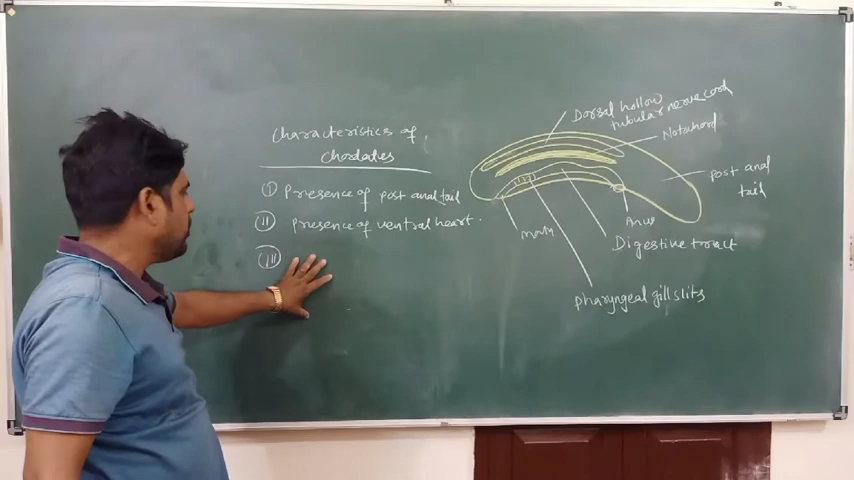 Characteristics of
Chordates
(I) Presence of post anal tail
(II) Presence of ventral heart.
(III)
Dorsal hollow
tubular nerve cord
Notochord
post anal
tail
Anus
mouth
Digestive tract
pharyngeal gill slits